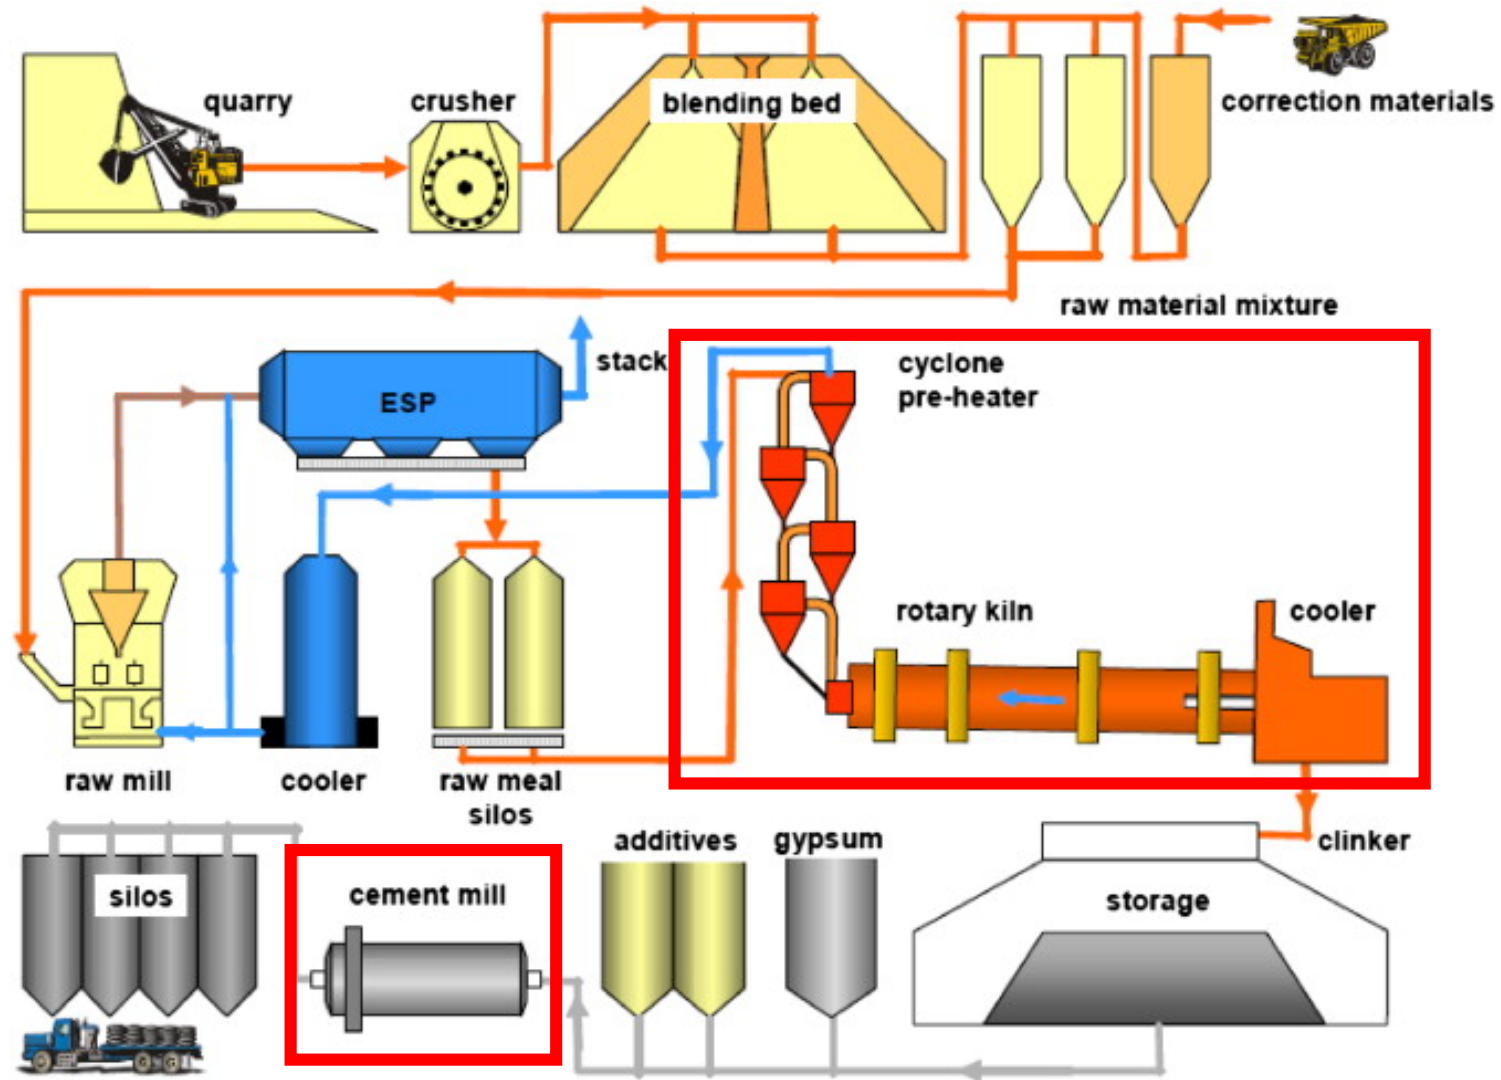 quarry
crusher
blending bed
correction materials
raw material mixture
stack
ESP
cyclone
pre-heater
rotary kiln
cooler
raw mill
cooler
raw meal
silos
clinker
silos
cement mill
additives
gypsum
storage